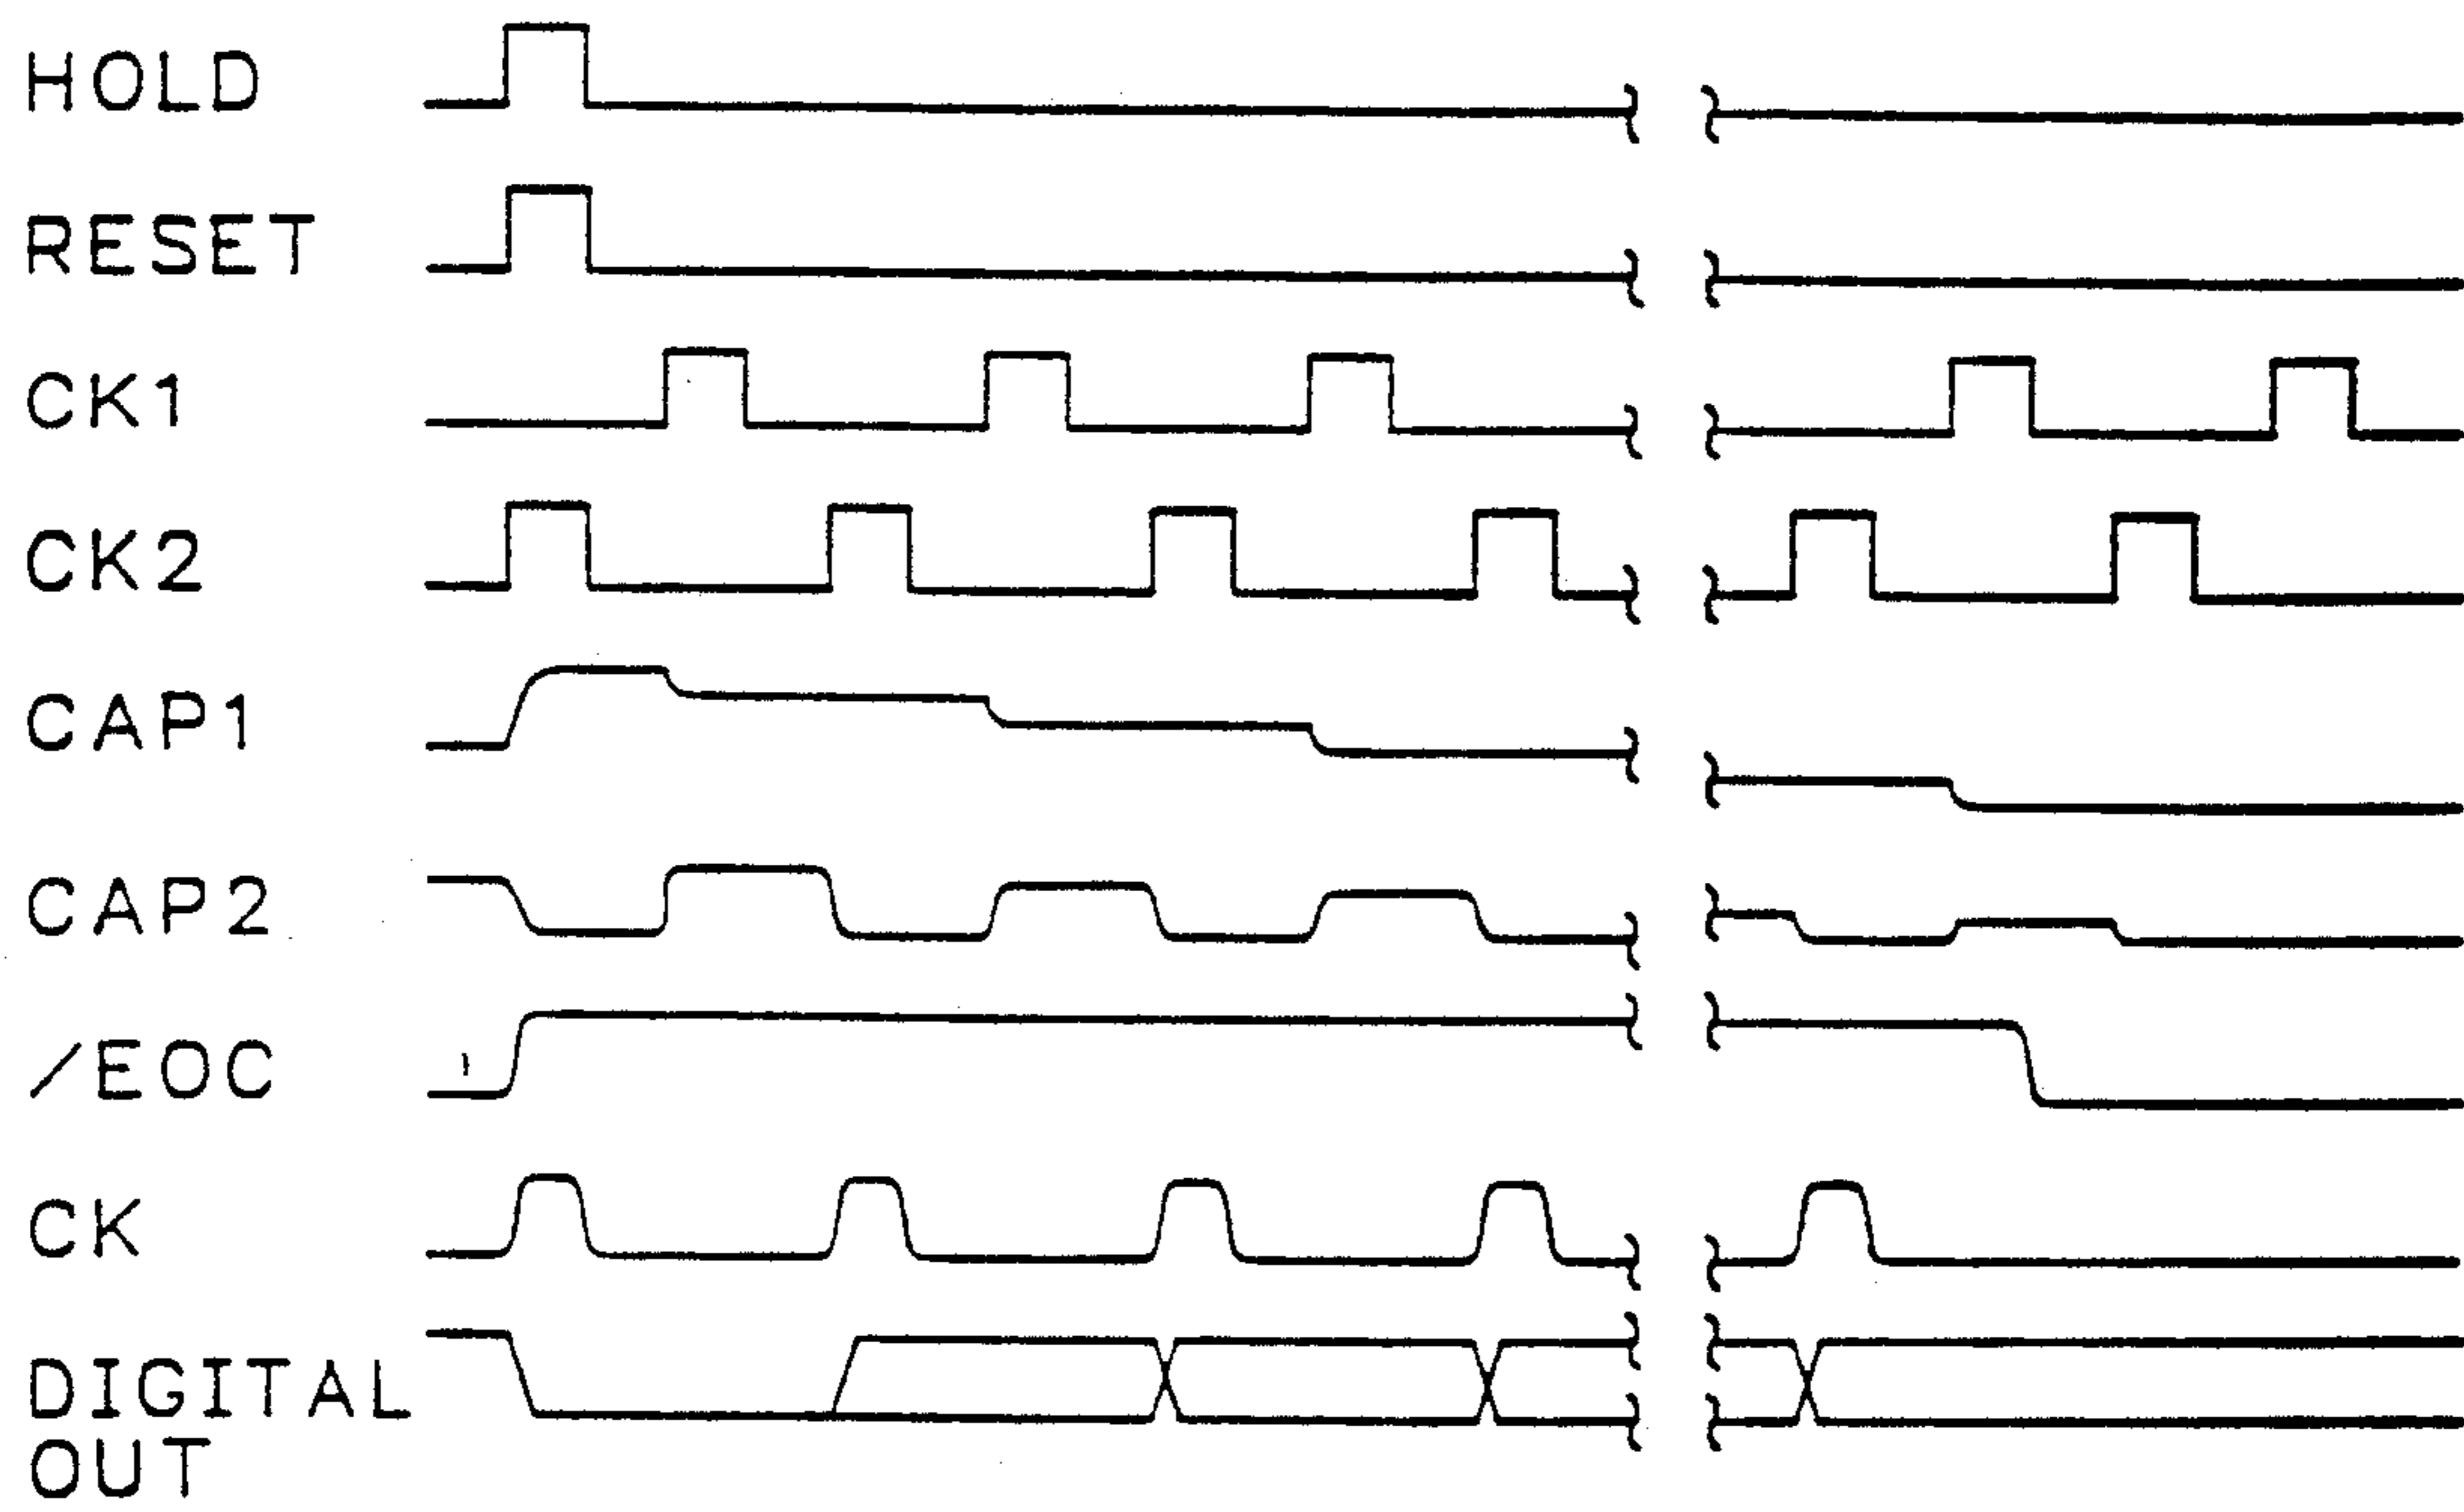 HOLD
RESET
CK1
CK2
CAP1
CAP2
/EOC
CK
DIGITAL
OUT